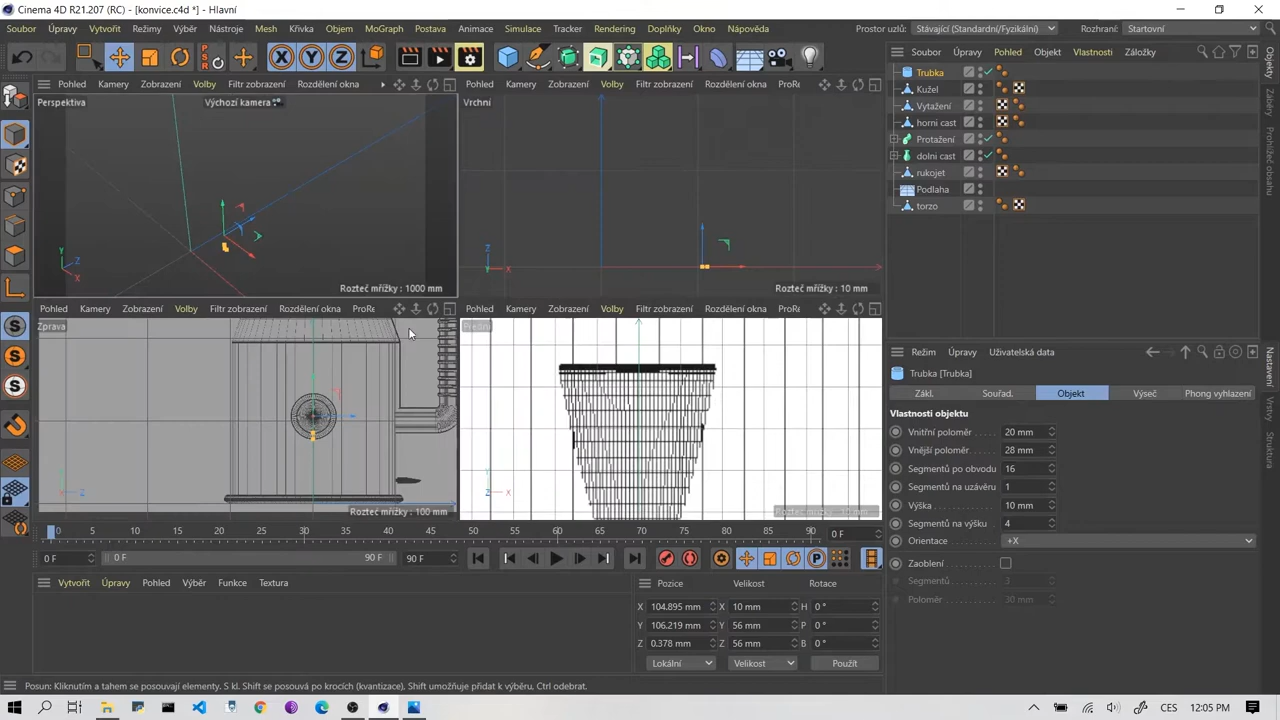 Cinema 4D R21.207 (RC) - [konvice.c4d *] - Hlavní
Soubor Úpravy Vytvořit Režimy Výběr Nástroje Mesh Křivka Objem MoGraph Postava Animace Simulace Tracker Rendering Doplňky Okno Nápověda
Prostor uzlů: Stávající (Standardní/Fyzikální) Rozhraní: Startovní
Pohled Kamery Zobrazení Volby Filtr zobrazení Rozdělení okna
Perspektiva
Výchozí kamera
Y
Z
X
Rozteč mřížky : 1000 mm
Pohled Kamery Zobrazení Volby Filtr zobrazení Rozdělení okna ProRe
Vrchní
Z
Y X
Rozteč mřížky : 10 mm
Pohled Kamery Zobrazení Volby Filtr zobrazení Rozdělení okna ProRe
Zprava
Z
Rozteč mřížky : 100 mm
Pohled Kamery Zobrazení Volby Filtr zobrazení Rozdělení okna ProRe
Z X
Soubor Úpravy Pohled Objekt Vlastnosti Záložky
Trubka
Kužel
Vytažení
horni cast
Protažení
dolni cast
rukojet
Podlaha
torzo
Objekty
Záběry
Prohlížeč obsahu
Režim Úpravy Uživatelská data
Trubka [Trubka]
Zákl. Souřad. Objekt Výseč Phong vyhlazení
Vlastnosti objektu
Vnitřní poloměr 20 mm
Vnější poloměr 28 mm
Segmentů po obvodu 16
Segmentů na uzávěru 1
Výška 10 mm
Segmentů na výšku 4
Orientace +X
Zaoblení
Segmentů 3
Poloměr 30 mm
Nastavení
Vrstvy
Struktura
0 5 10 15 20 25 30 35 40 45 50 55 60 65 70 75 80 85 90 0 F
0 F 0 F 90 F 90 F
Vytvořit Úpravy Pohled Výběr Funkce Textura
Pozice Velikost Rotace
X 104.895 mm X 10 mm H 0 °
Y 106.219 mm Y 56 mm P 0 °
Z 0.378 mm Z 56 mm B 0 °
Lokální Velikost Použít
Posun: Kliknutím a tahem se posouvají elementy. S kl. Shift se posouvá po krocích (kvantizace), Shift umožňuje přidat k výběru, Ctrl odebrat.
CES 12:05 PM